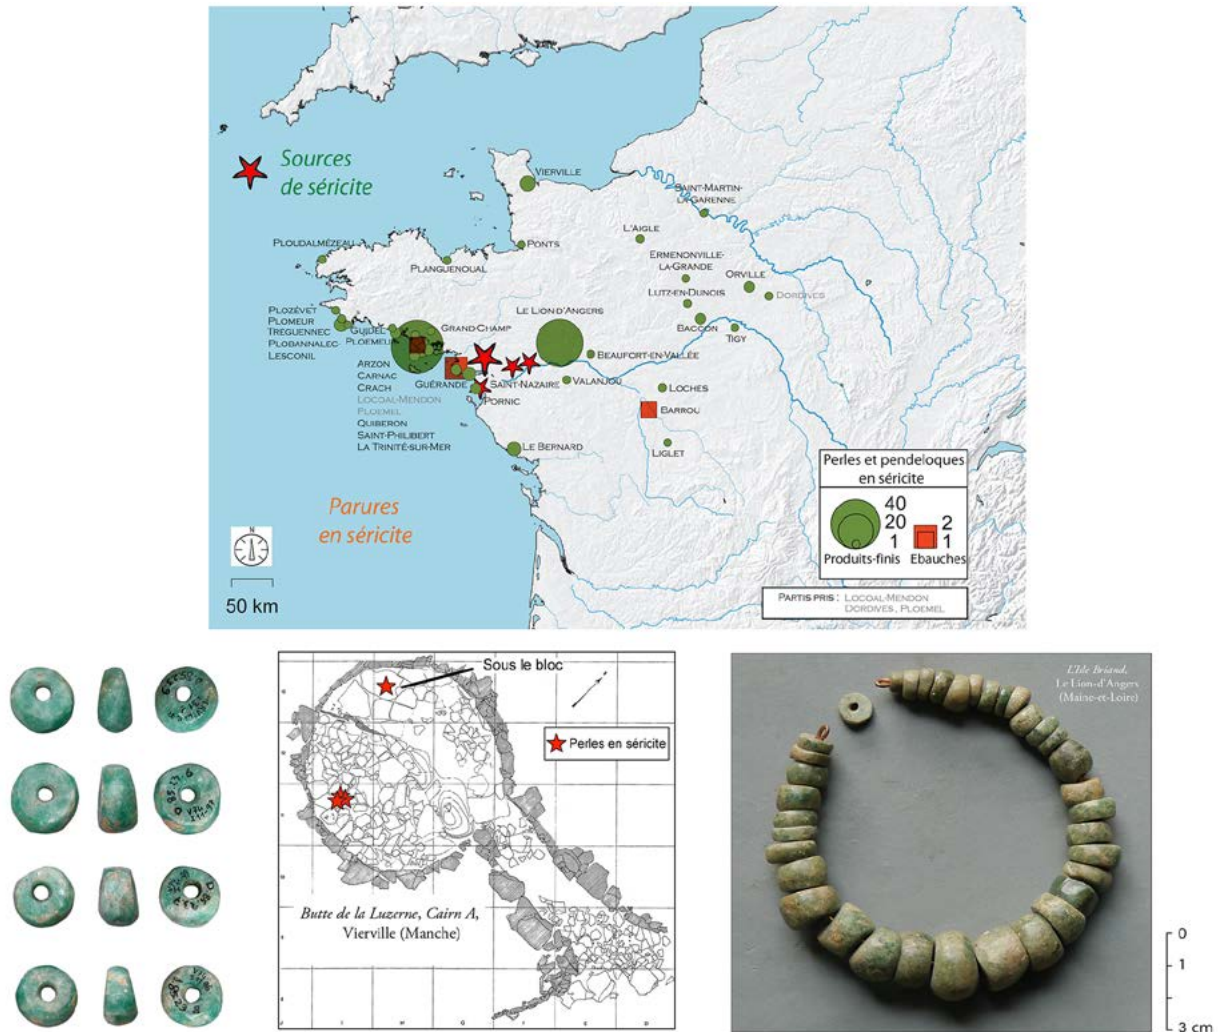 Sources
de séricite
VIERVILLE
SAINT-MARTIN-
LA-GARENNE
PLOUDALMÉZEAU
PONTS
L'AIGLE
PLANGUENOUAL
ERMENONVILLE-
LA-GRANDE
ORVILLE
DORDIVES
LUTZ-EN-DUNOIS
PLOZÉVET
PLOMEUR
TREGUENNEC
PLOBANNALEC-
LESCONIL
GUIDEL
PLOEMEUR
GRAND-CHAMP
LE LION-D'ANGERS
BACCON
TIGY
BEAUFORT-EN-VALLÉE
ARZON
CARNAC
CRACH
LOCOAL-MENDON
PLOEMEL
QUIBERON
SAINT-PHILIBERT
LA TRINITÉ-SUR-MER
GUÉRANDE
SAINT-NAZAIRE
VALANJOU
LOCHES
PORNIC
BARROU
LE BERNARD
LIGLET
Parures
en séricite
N
50 km
Perles et pendeloques
en séricite
40
20
1
2
1
Produits-finis
Ebauches
PARTIS PRIS : LOCOAL-MENDON
DORDIVES, PLOEMEL
Sous le bloc
Perles en séricite
Butte de la Luzerne, Cairn A,
Vierville (Manche)
J I H G F E D
L'Ile Briand,
Le Lion-d'Angers
(Maine-et-Loire)
0
1
3 cm